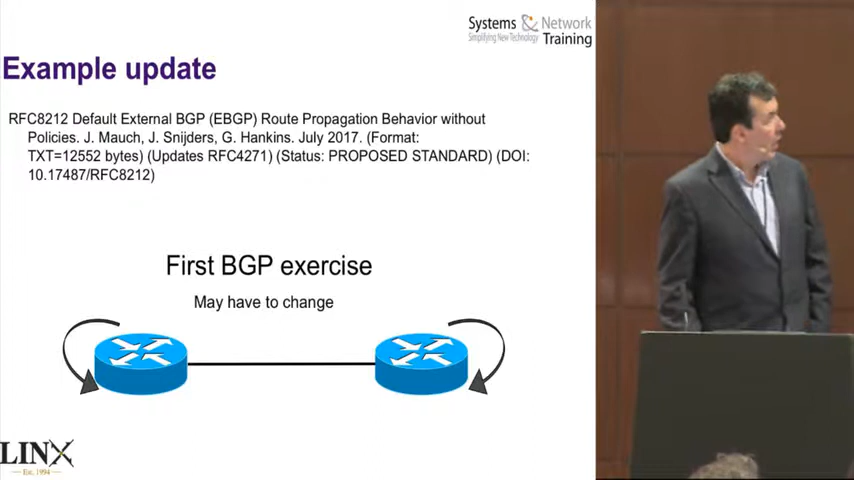 Systems & Network
Simplifying New Technology
Training
Example update
RFC8212 Default External BGP (EBGP) Route Propagation Behavior without
Policies. J. Mauch, J. Snijders, G. Hankins. July 2017. (Format:
TXT=12552 bytes) (Updates RFC4271) (Status: PROPOSED STANDARD) (DOI:
10.17487/RFC8212)
First BGP exercise
May have to change
LINX
Est. 1994